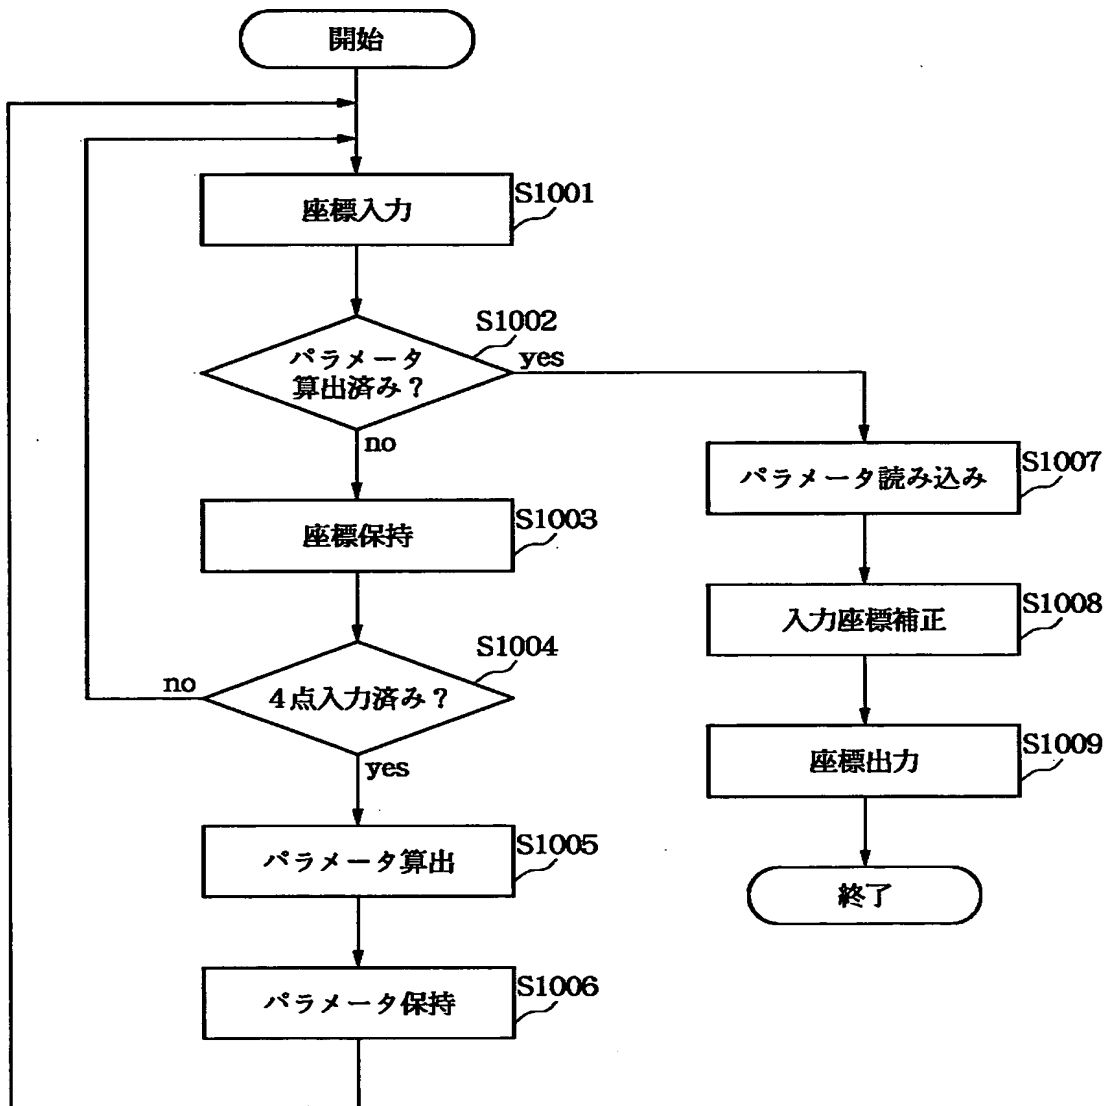 開始
座標入力
S1001
パラメータ
算出済み？
S1002
yes
no
座標保持
S1003
4点入力済み？
S1004
no
yes
パラメータ算出
S1005
パラメータ保持
S1006
パラメータ読み込み
S1007
入力座標補正
S1008
座標出力
S1009
終了